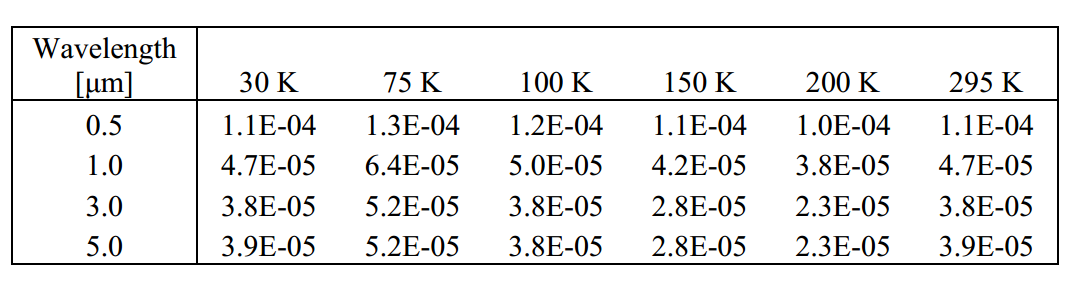 Wavelength
[μm] 30 K 75 K 100 K 150 K 200 K 295 K
0.5 1.1E-04 1.3E-04 1.2E-04 1.1E-04 1.0E-04 1.1E-04
1.0 4.7E-05 6.4E-05 5.0E-05 4.2E-05 3.8E-05 4.7E-05
3.0 3.8E-05 5.2E-05 3.8E-05 2.8E-05 2.3E-05 3.8E-05
5.0 3.9E-05 5.2E-05 3.8E-05 2.8E-05 2.3E-05 3.9E-05